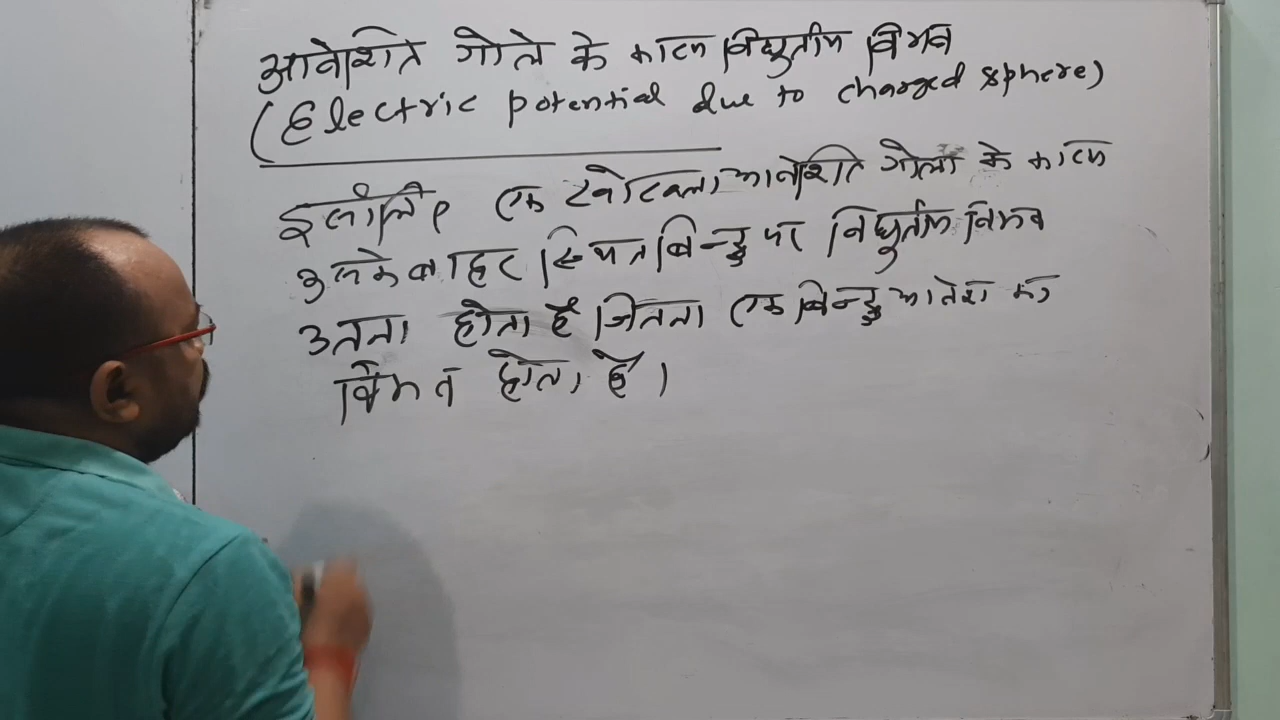 आवेशित गोले के कारण विद्युतीय विभव
(Electric potential due to charged sphere)
इसलिए एक खोखला आवेशित गोला के कारण
उसके बाहर स्थित बिन्दु पर विद्युतीय विभव
उतना होता है जितना एक बिन्दु आवेश का
विभव होता है।